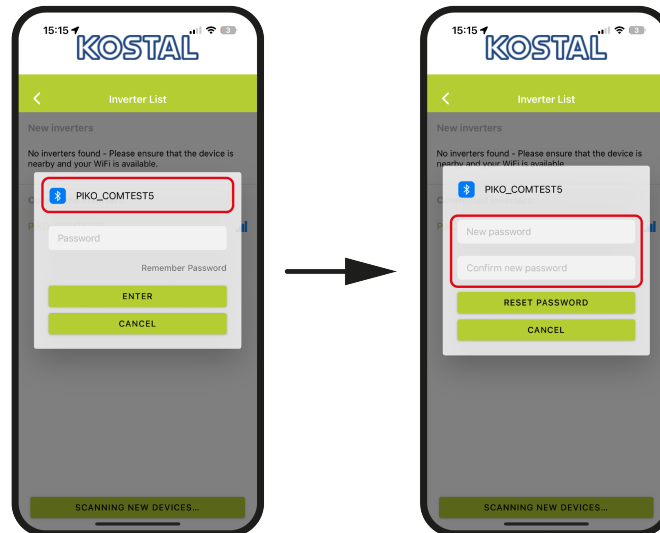 15:15
3
KOSTAL
Inverter List
New inverters
No inverters found - Please ensure that the device is
nearby and your WiFi is available.
PIKO_COMTEST5
Password
Remember Password
ENTER
CANCEL
SCANNING NEW DEVICES...
15:15
3
KOSTAL
Inverter List
New inverters
No inverters found - Please ensure that the device is
nearby and your WiFi is available.
PIKO_COMTEST5
New password
Confirm new password
RESET PASSWORD
CANCEL
SCANNING NEW DEVICES...